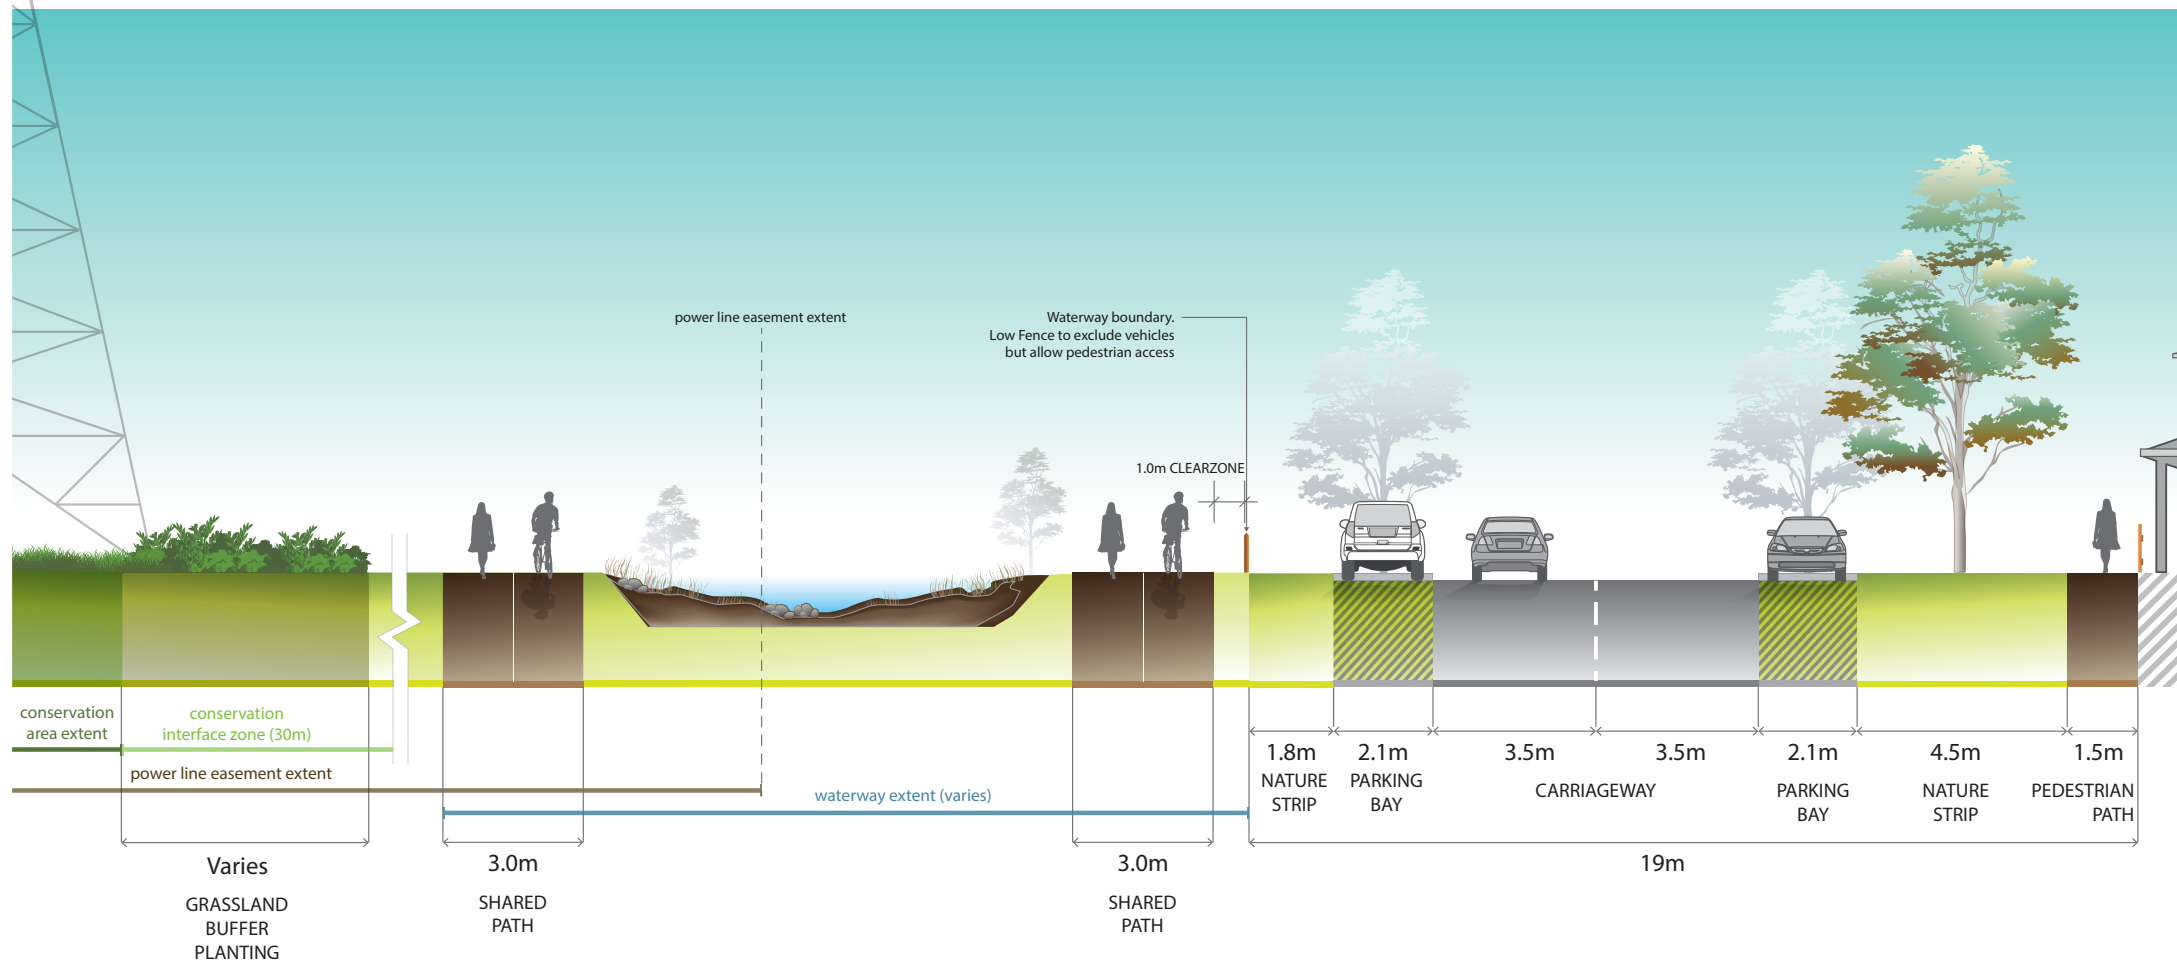 power line easement extent
Waterway boundary.
Low Fence to exclude vehicles
but allow pedestrian access
1.0m CLEARZONE
conservation
area extent
conservation
interface zone (30m)
power line easement extent
waterway extent (varies)
1.8m
NATURE
STRIP
2.1m
PARKING
BAY
3.5m
3.5m
CARRIAGEWAY
2.1m
PARKING
BAY
4.5m
NATURE
STRIP
1.5m
PEDESTRIAN
PATH
Varies
GRASSLAND
BUFFER
PLANTING
3.0m
SHARED
PATH
3.0m
SHARED
PATH
19m